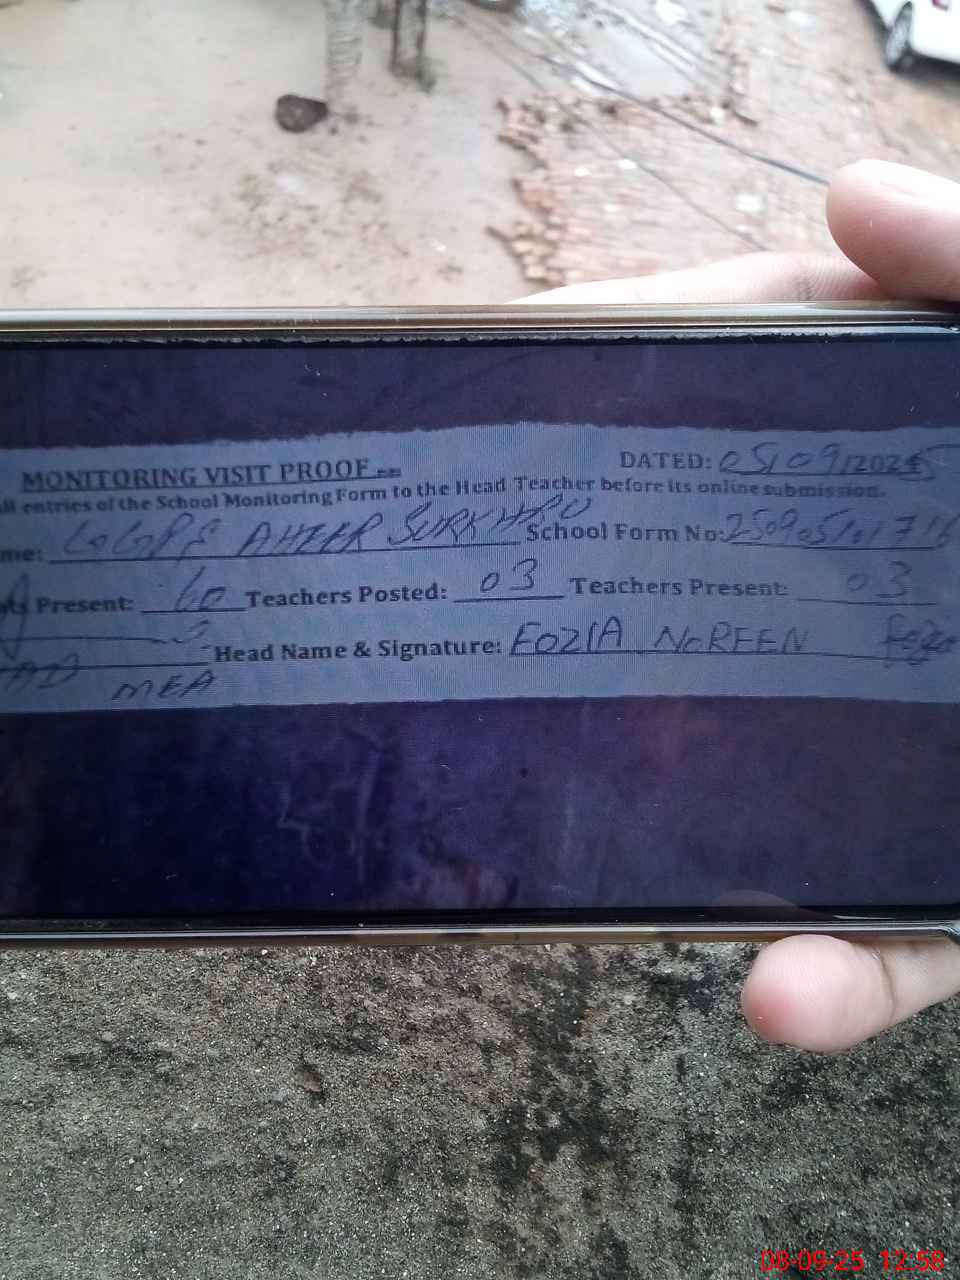 MONITORING VISIT PROOF
DATED: 05/09/2025
all entries of the School Monitoring Form to the Head Teacher before its online submission.
me: AHEER SURKHRU School Form No: 250905101716
ts Present: 60 Teachers Posted: 03 Teachers Present: 03
Head Name & Signature: FOZIA NOREEN
MEA
08-09-25 12:58